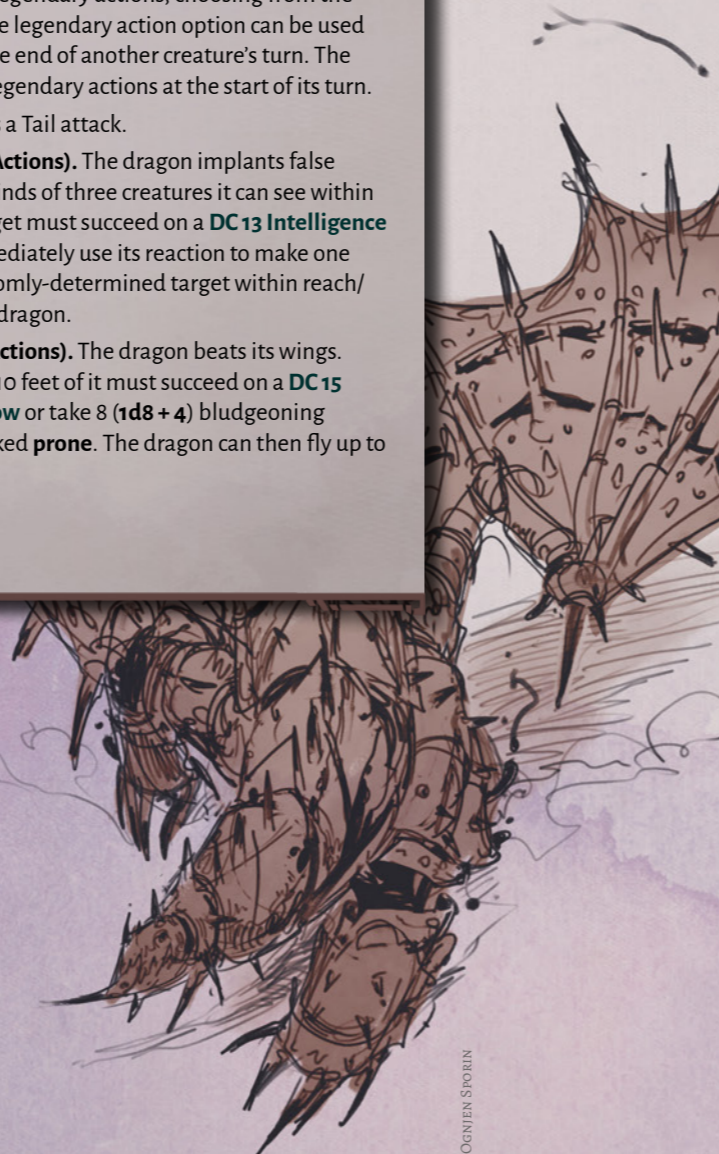 legendary actions, choosing from the
e legendary action option can be used
e end of another creature’s turn. The
egendary actions at the start of its turn.
a Tail attack.
Actions). The dragon implants false
nds of three creatures it can see within
get must succeed on a DC 13 Intelligence
ediately use its reaction to make one
omly-determined target within reach/
dragon.
ctions). The dragon beats its wings.
10 feet of it must succeed on a DC 15
ow or take 8 (1d8 + 4) bludgeoning
ked prone. The dragon can then fly up to
Ognjen Sporin